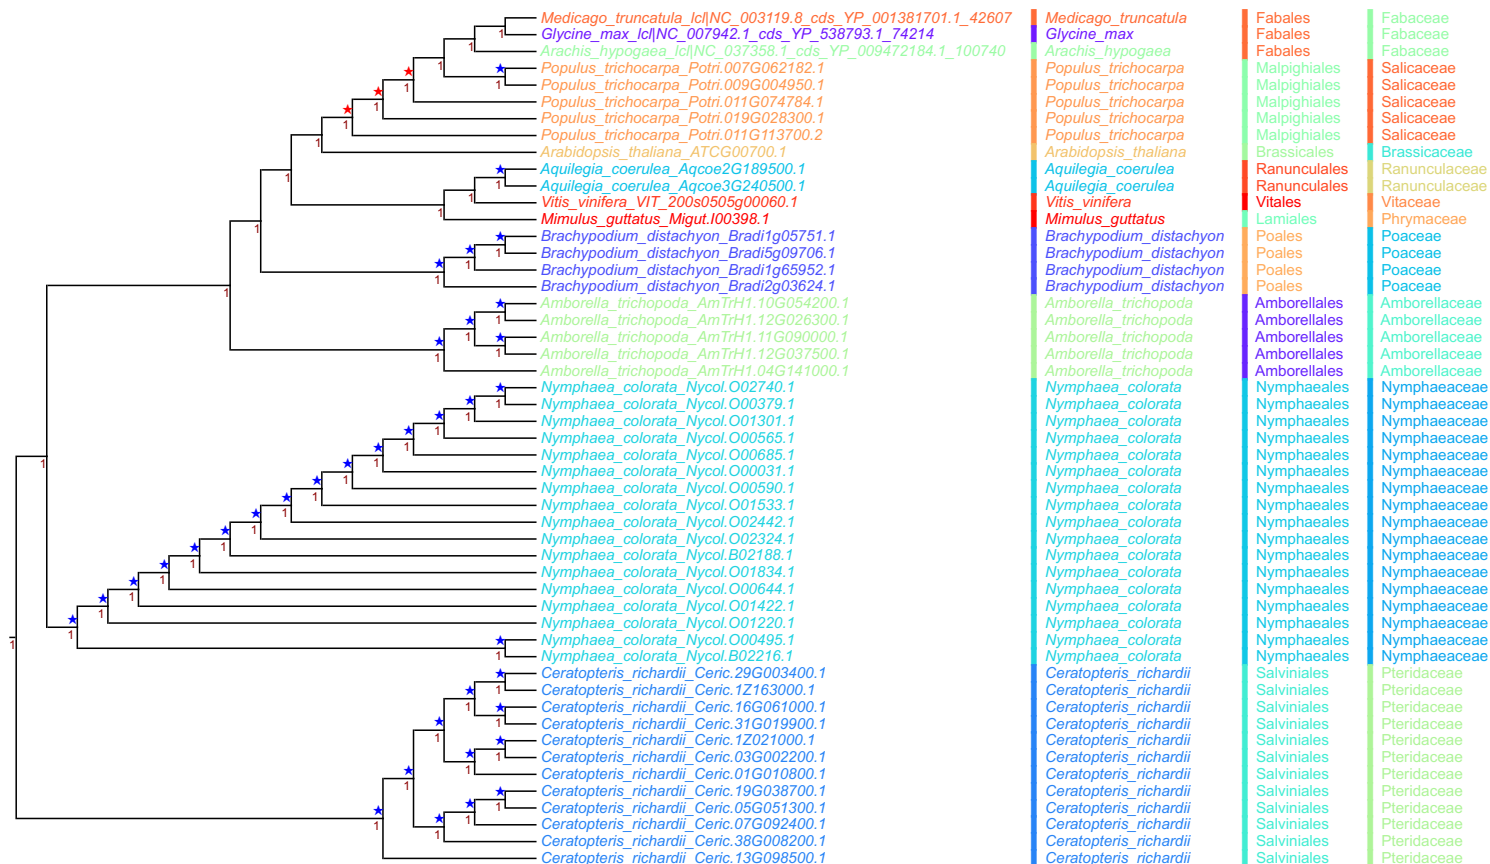 Medicago_truncatula_lcl|NC_003119.8_cds_YP_001381701.1_42607 Medicago_truncatula Fabales Fabaceae
Glycine_max_lcl|NC_007942.1_cds_YP_538793.1_74214 Glycine_max Fabales Fabaceae
Arachis_hypogaea_lcl|NC_037358.1_cds_YP_009472184.1_100740 Arachis_hypogaea Fabales Fabaceae
Populus_trichocarpa_Potri.007G062182.1 Populus_trichocarpa Malpighiales Salicaceae
Populus_trichocarpa_Potri.009G004950.1 Populus_trichocarpa Malpighiales Salicaceae
Populus_trichocarpa_Potri.011G074784.1 Populus_trichocarpa Malpighiales Salicaceae
Populus_trichocarpa_Potri.019G028300.1 Populus_trichocarpa Malpighiales Salicaceae
Populus_trichocarpa_Potri.011G113700.2 Populus_trichocarpa Malpighiales Salicaceae
Arabidopsis_thaliana_ATCG00700.1 Arabidopsis_thaliana Brassicales Brassicaceae
Aquilegia_coerulea_Aqcoe2G189500.1 Aquilegia_coerulea Ranunculales Ranunculaceae
Aquilegia_coerulea_Aqcoe3G240500.1 Aquilegia_coerulea Ranunculales Ranunculaceae
Vitis_vinifera_VIT_200s0505g00060.1 Vitis_vinifera Vitales Vitaceae
Mimulus_guttatus_Migut.I00398.1 Mimulus_guttatus Lamiales Phrymaceae
Brachypodium_distachyon_Bradi1g05751.1 Brachypodium_distachyon Poales Poaceae
Brachypodium_distachyon_Bradi5g09706.1 Brachypodium_distachyon Poales Poaceae
Brachypodium_distachyon_Bradi1g65952.1 Brachypodium_distachyon Poales Poaceae
Brachypodium_distachyon_Bradi2g03624.1 Brachypodium_distachyon Poales Poaceae
Amborella_trichopoda_AmTrH1.10G054200.1 Amborella_trichopoda Amborellales Amborellaceae
Amborella_trichopoda_AmTrH1.12G026300.1 Amborella_trichopoda Amborellales Amborellaceae
Amborella_trichopoda_AmTrH1.11G090000.1 Amborella_trichopoda Amborellales Amborellaceae
Amborella_trichopoda_AmTrH1.12G037500.1 Amborella_trichopoda Amborellales Amborellaceae
Amborella_trichopoda_AmTrH1.04G141000.1 Amborella_trichopoda Amborellales Amborellaceae
Nymphaea_colorata_Nycol.O02740.1 Nymphaea_colorata Nymphaeales Nymphaeaceae
Nymphaea_colorata_Nycol.O00379.1 Nymphaea_colorata Nymphaeales Nymphaeaceae
Nymphaea_colorata_Nycol.O01301.1 Nymphaea_colorata Nymphaeales Nymphaeaceae
Nymphaea_colorata_Nycol.O00565.1 Nymphaea_colorata Nymphaeales Nymphaeaceae
Nymphaea_colorata_Nycol.O00685.1 Nymphaea_colorata Nymphaeales Nymphaeaceae
Nymphaea_colorata_Nycol.O00031.1 Nymphaea_colorata Nymphaeales Nymphaeaceae
Nymphaea_colorata_Nycol.O00590.1 Nymphaea_colorata Nymphaeales Nymphaeaceae
Nymphaea_colorata_Nycol.O01533.1 Nymphaea_colorata Nymphaeales Nymphaeaceae
Nymphaea_colorata_Nycol.O02442.1 Nymphaea_colorata Nymphaeales Nymphaeaceae
Nymphaea_colorata_Nycol.O02324.1 Nymphaea_colorata Nymphaeales Nymphaeaceae
Nymphaea_colorata_Nycol.B02188.1 Nymphaea_colorata Nymphaeales Nymphaeaceae
Nymphaea_colorata_Nycol.O01834.1 Nymphaea_colorata Nymphaeales Nymphaeaceae
Nymphaea_colorata_Nycol.O00644.1 Nymphaea_colorata Nymphaeales Nymphaeaceae
Nymphaea_colorata_Nycol.O01422.1 Nymphaea_colorata Nymphaeales Nymphaeaceae
Nymphaea_colorata_Nycol.O01220.1 Nymphaea_colorata Nymphaeales Nymphaeaceae
Nymphaea_colorata_Nycol.O00495.1 Nymphaea_colorata Nymphaeales Nymphaeaceae
Nymphaea_colorata_Nycol.B02216.1 Nymphaea_colorata Nymphaeales Nymphaeaceae
Ceratopteris_richardii_Ceric.29G003400.1 Ceratopteris_richardii Salviniales Pteridaceae
Ceratopteris_richardii_Ceric.1Z163000.1 Ceratopteris_richardii Salviniales Pteridaceae
Ceratopteris_richardii_Ceric.16G061000.1 Ceratopteris_richardii Salviniales Pteridaceae
Ceratopteris_richardii_Ceric.31G019900.1 Ceratopteris_richardii Salviniales Pteridaceae
Ceratopteris_richardii_Ceric.1Z021000.1 Ceratopteris_richardii Salviniales Pteridaceae
Ceratopteris_richardii_Ceric.03G002200.1 Ceratopteris_richardii Salviniales Pteridaceae
Ceratopteris_richardii_Ceric.01G010800.1 Ceratopteris_richardii Salviniales Pteridaceae
Ceratopteris_richardii_Ceric.19G038700.1 Ceratopteris_richardii Salviniales Pteridaceae
Ceratopteris_richardii_Ceric.05G051300.1 Ceratopteris_richardii Salviniales Pteridaceae
Ceratopteris_richardii_Ceric.07G092400.1 Ceratopteris_richardii Salviniales Pteridaceae
Ceratopteris_richardii_Ceric.38G008200.1 Ceratopteris_richardii Salviniales Pteridaceae
Ceratopteris_richardii_Ceric.13G098500.1 Ceratopteris_richardii Salviniales Pteridaceae